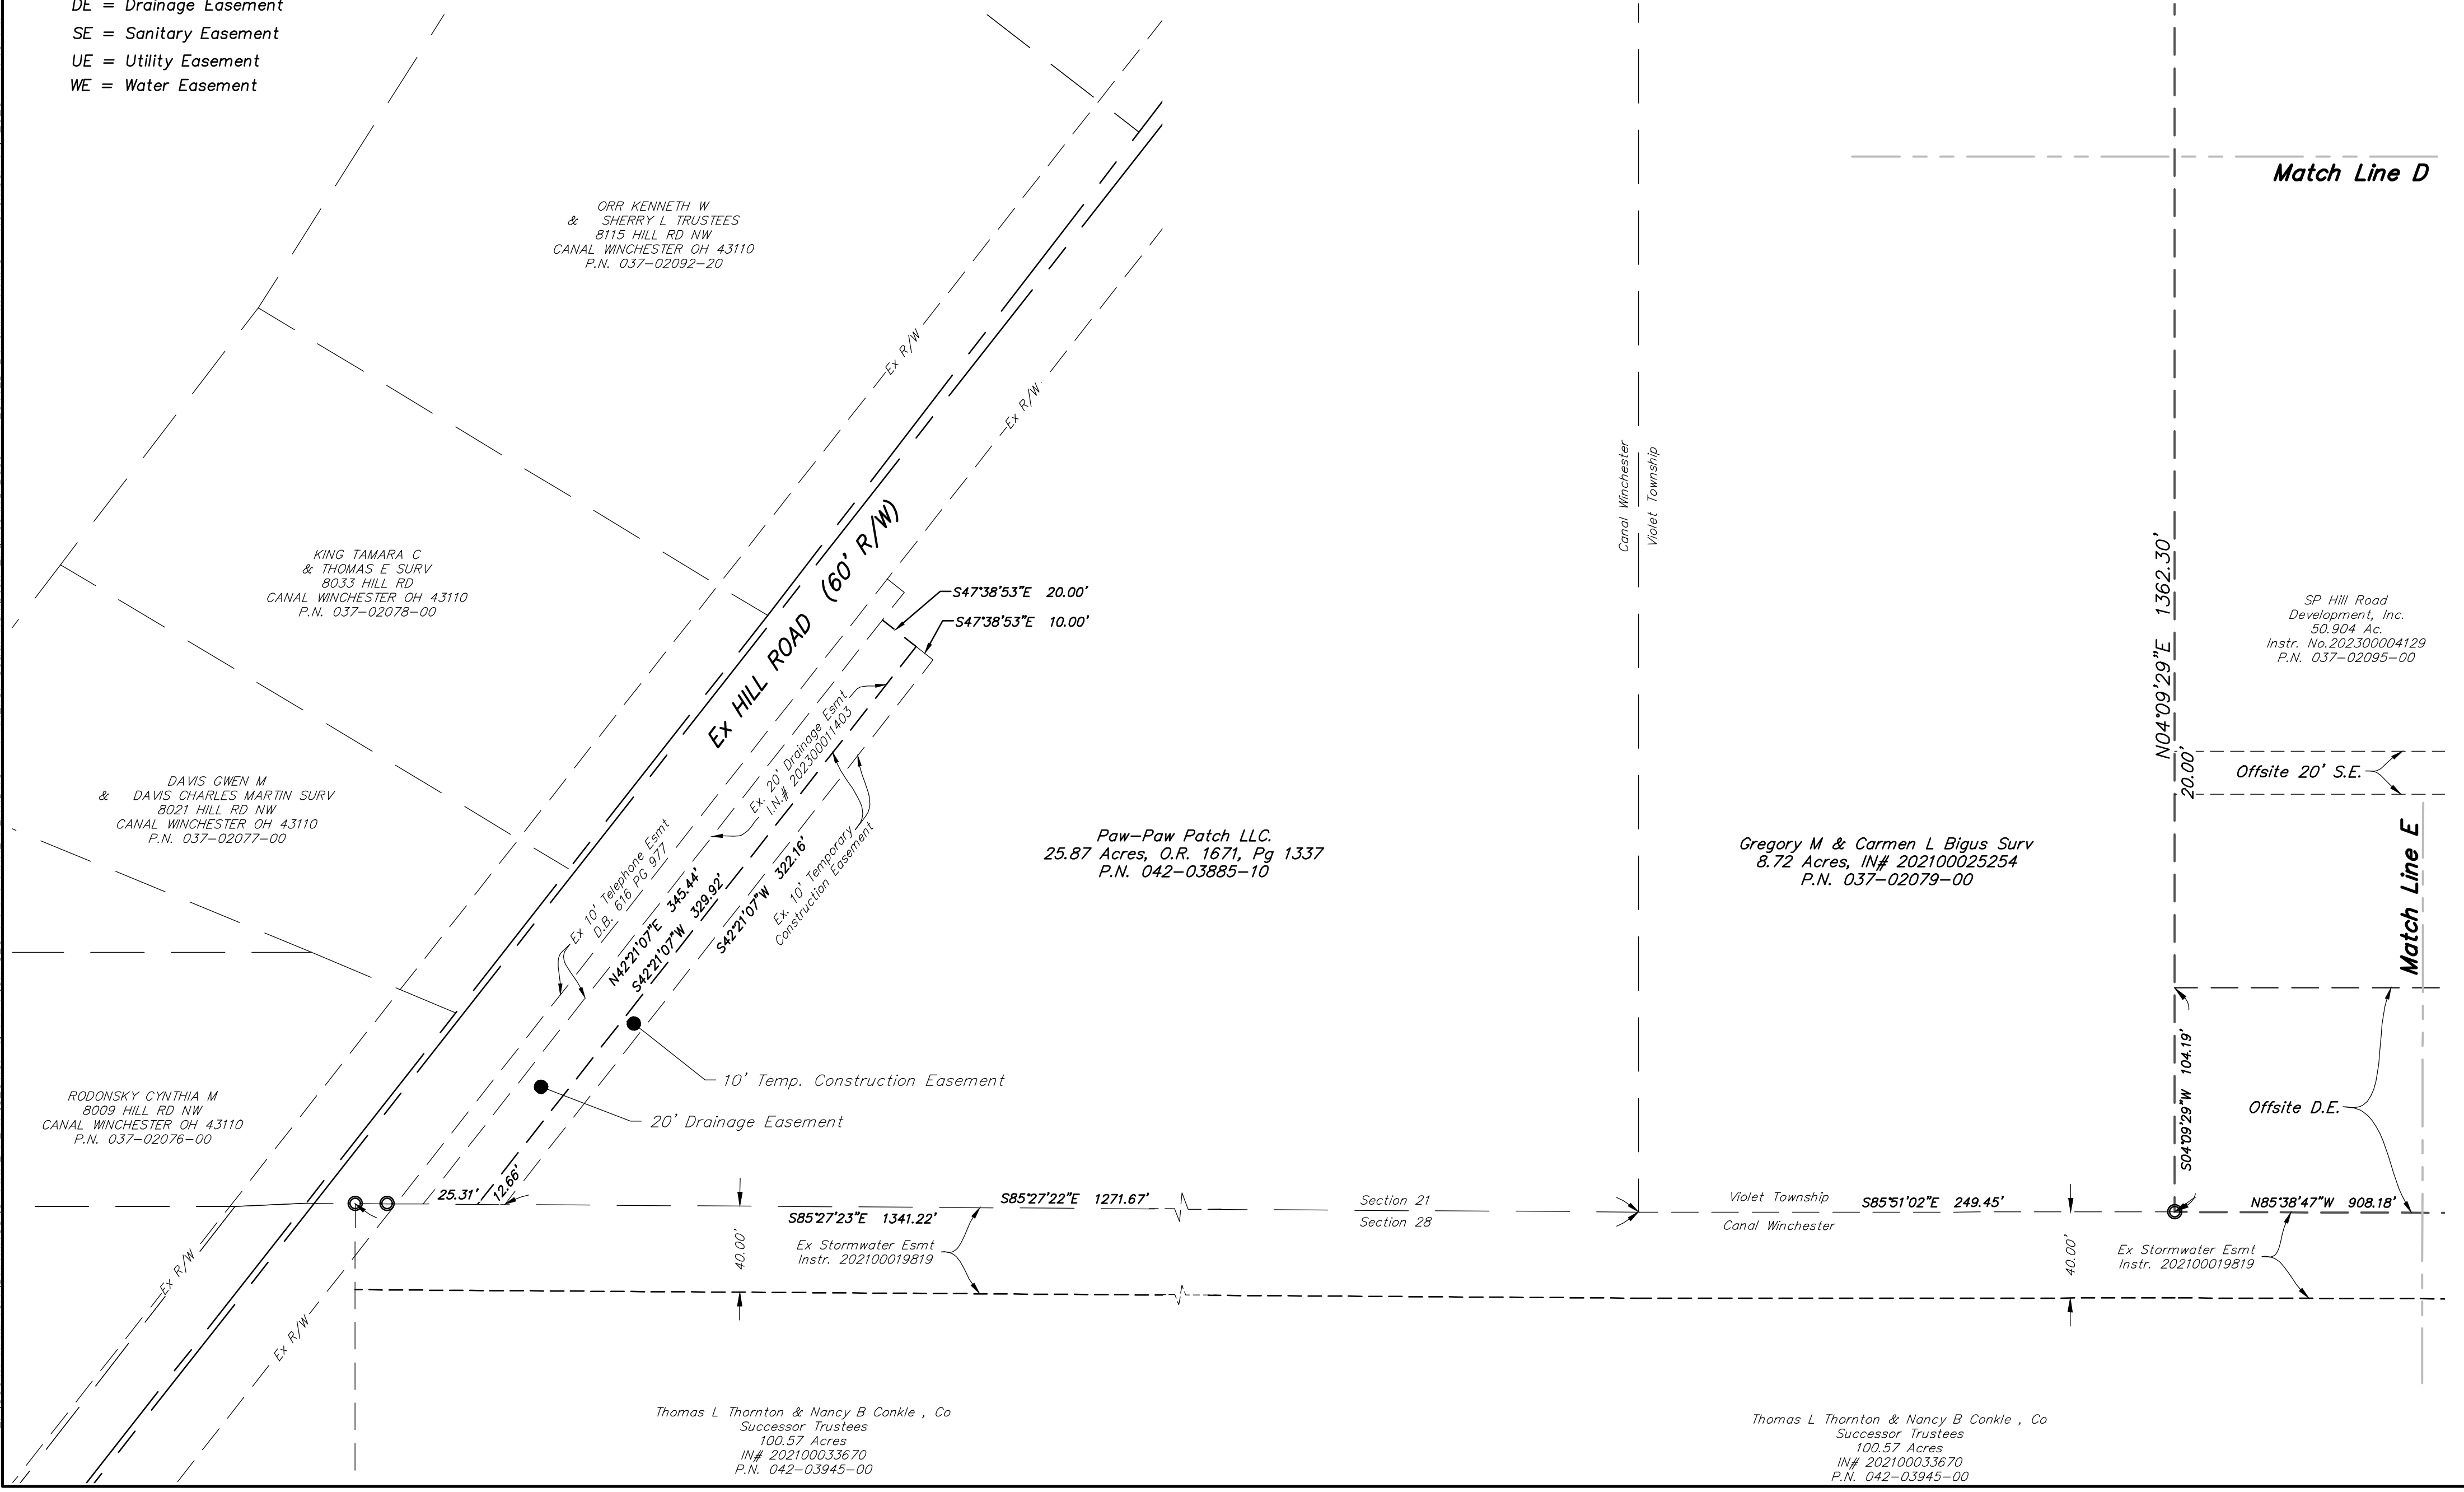 DE = Drainage Easement
SE = Sanitary Easement
UE = Utility Easement
WE = Water Easement
Match Line D
ORR KENNETH W
& SHERRY L TRUSTEES
8115 HILL RD NW
CANAL WINCHESTER OH 43110
P.N. 037-02092-20
Ex R/W
Ex R/W
Canal Winchester
Violet Township
Ex HILL ROAD (60' R/W)
KING TAMARA C
& THOMAS E SURV
8033 HILL RD
CANAL WINCHESTER OH 43110
P.N. 037-02078-00
S47°38'53"E 20.00'
S47°38'53"E 10.00'
N04°09'29"E 1362.30'
SP Hill Road
Development, Inc.
50.904 Ac.
Instr. No.202300004129
P.N. 037-02095-00
DAVIS GWEN M
& DAVIS CHARLES MARTIN SURV
8021 HILL RD NW
CANAL WINCHESTER OH 43110
P.N. 037-02077-00
Ex. 20' Drainage Esmt
I.N.# 202300011403
20.00'
Offsite 20' S.E.
Ex 10' Telephone Esmt
D.B. 616 PG 977
N42°21'07"E 345.44'
S42°21'07"W 329.92'
S42°21'07"W 322.16'
Ex. 10' Temporary
Construction Easement
Paw-Paw Patch LLC.
25.87 Acres, O.R. 1671, Pg 1337
P.N. 042-03885-10
Gregory M & Carmen L Bigus Surv
8.72 Acres, IN# 202100025254
P.N. 037-02079-00
Match Line E
10' Temp. Construction Easement
20' Drainage Easement
RODONSKY CYNTHIA M
8009 HILL RD NW
CANAL WINCHESTER OH 43110
P.N. 037-02076-00
S04°09'29"W 104.19'
Offsite D.E.
25.31'
12.66'
S85°27'22"E 1271.67'
Section 21
Section 28
Violet Township
Canal Winchester
S85°51'02"E 249.45'
N85°38'47"W 908.18'
S85°27'23"E 1341.22'
40.00'
Ex Stormwater Esmt
Instr. 202100019819
40.00'
Ex Stormwater Esmt
Instr. 202100019819
Ex R/W
Ex R/W
Thomas L Thornton & Nancy B Conkle , Co
Successor Trustees
100.57 Acres
IN# 202100033670
P.N. 042-03945-00
Thomas L Thornton & Nancy B Conkle , Co
Successor Trustees
100.57 Acres
IN# 202100033670
P.N. 042-03945-00